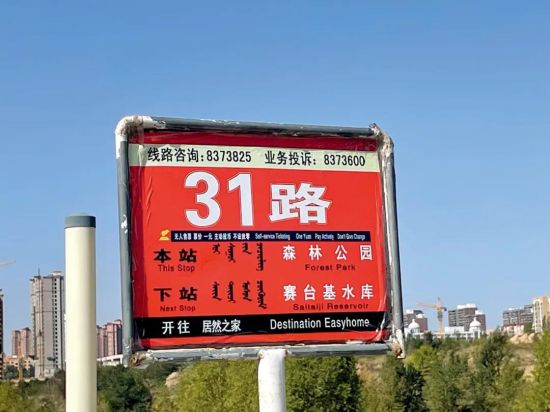 线路咨询:8373825 业务投诉: 8373600
31路
无人售票 票价 一元 主动投币 不设找零 Self-service Ticketing One Yuan Pay Actively Don't Give Change
本站 森林公园
This Stop Forest Park
下站 赛台基水库
Next Stop Saitaiji Reservoir
开往 居然之家 Destination Easyhome